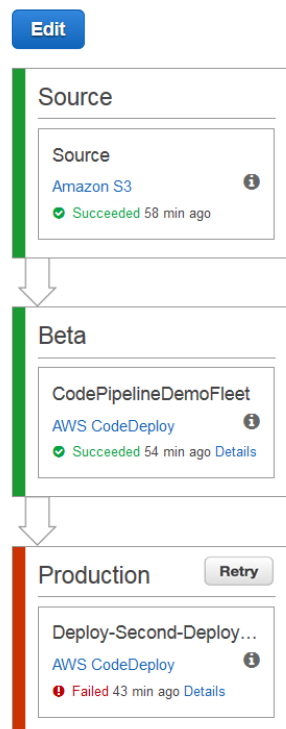 Edit
Source
Source
Amazon S3
Succeeded 58 min ago
Beta
CodePipelineDemoFleet
AWS CodeDeploy
Succeeded 54 min ago Details
Production
Retry
Deploy-Second-Deploy…
AWS CodeDeploy
Failed 43 min ago Details